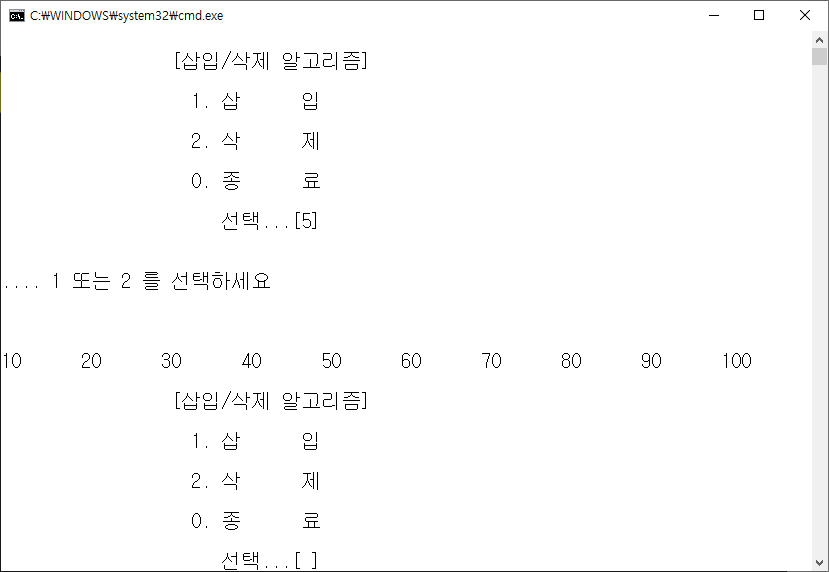 C:₩WINDOWS₩system32₩cmd.exe
[삽입/삭제 알고리즘]
1. 삽 입
2. 삭 제
0. 종 료
선택...[5]
.... 1 또는 2 를 선택하세요
10 20 30 40 50 60 70 80 90 100
[삽입/삭제 알고리즘]
1. 삽 입
2. 삭 제
0. 종 료
선택...[ ]